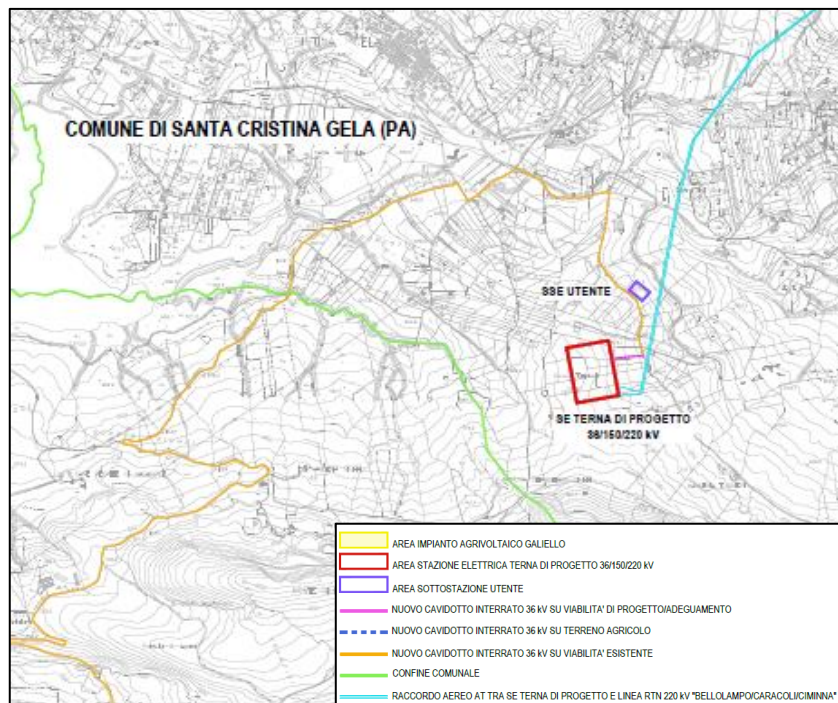 COMUNE DI SANTA CRISTINA GELA (PA)
SSE UTENTE
SE TERNA DI PROGETTO
36/150/220 kV
AREA IMPIANTO AGRIVOLTAICO GALIELLO
AREA STAZIONE ELETTRICA TERNA DI PROGETTO 36/150/220 kV
AREA SOTTOSTAZIONE UTENTE
NUOVO CAVIDOTTO INTERRATO 36 kV SU VIABILITA' DI PROGETTO/ADEGUAMENTO
NUOVO CAVIDOTTO INTERRATO 36 kV SU TERRENO AGRICOLO
NUOVO CAVIDOTTO INTERRATO 36 kV SU VIABILITA' ESISTENTE
CONFINE COMUNALE
RACCORDO AEREO AT TRA SE TERNA DI PROGETTO E LINEA RTN 220 kV "BELLOLAMPO/CARACOLI/CIMINNA"